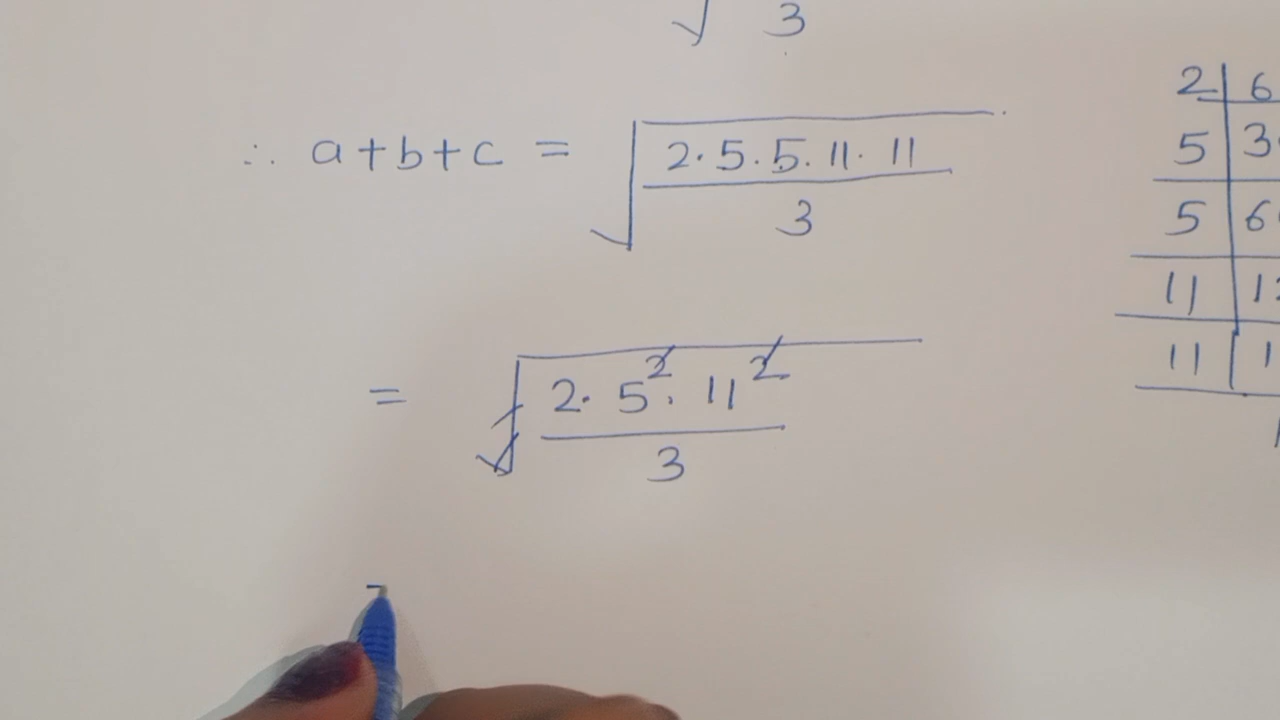 √ 3
∴ a+b+c = √(2·5·5·11·11 / 3)
= √(2·5²·11² / 3)
2 | 6
5 | 3
5 | 6
11 | 1
11 | 1